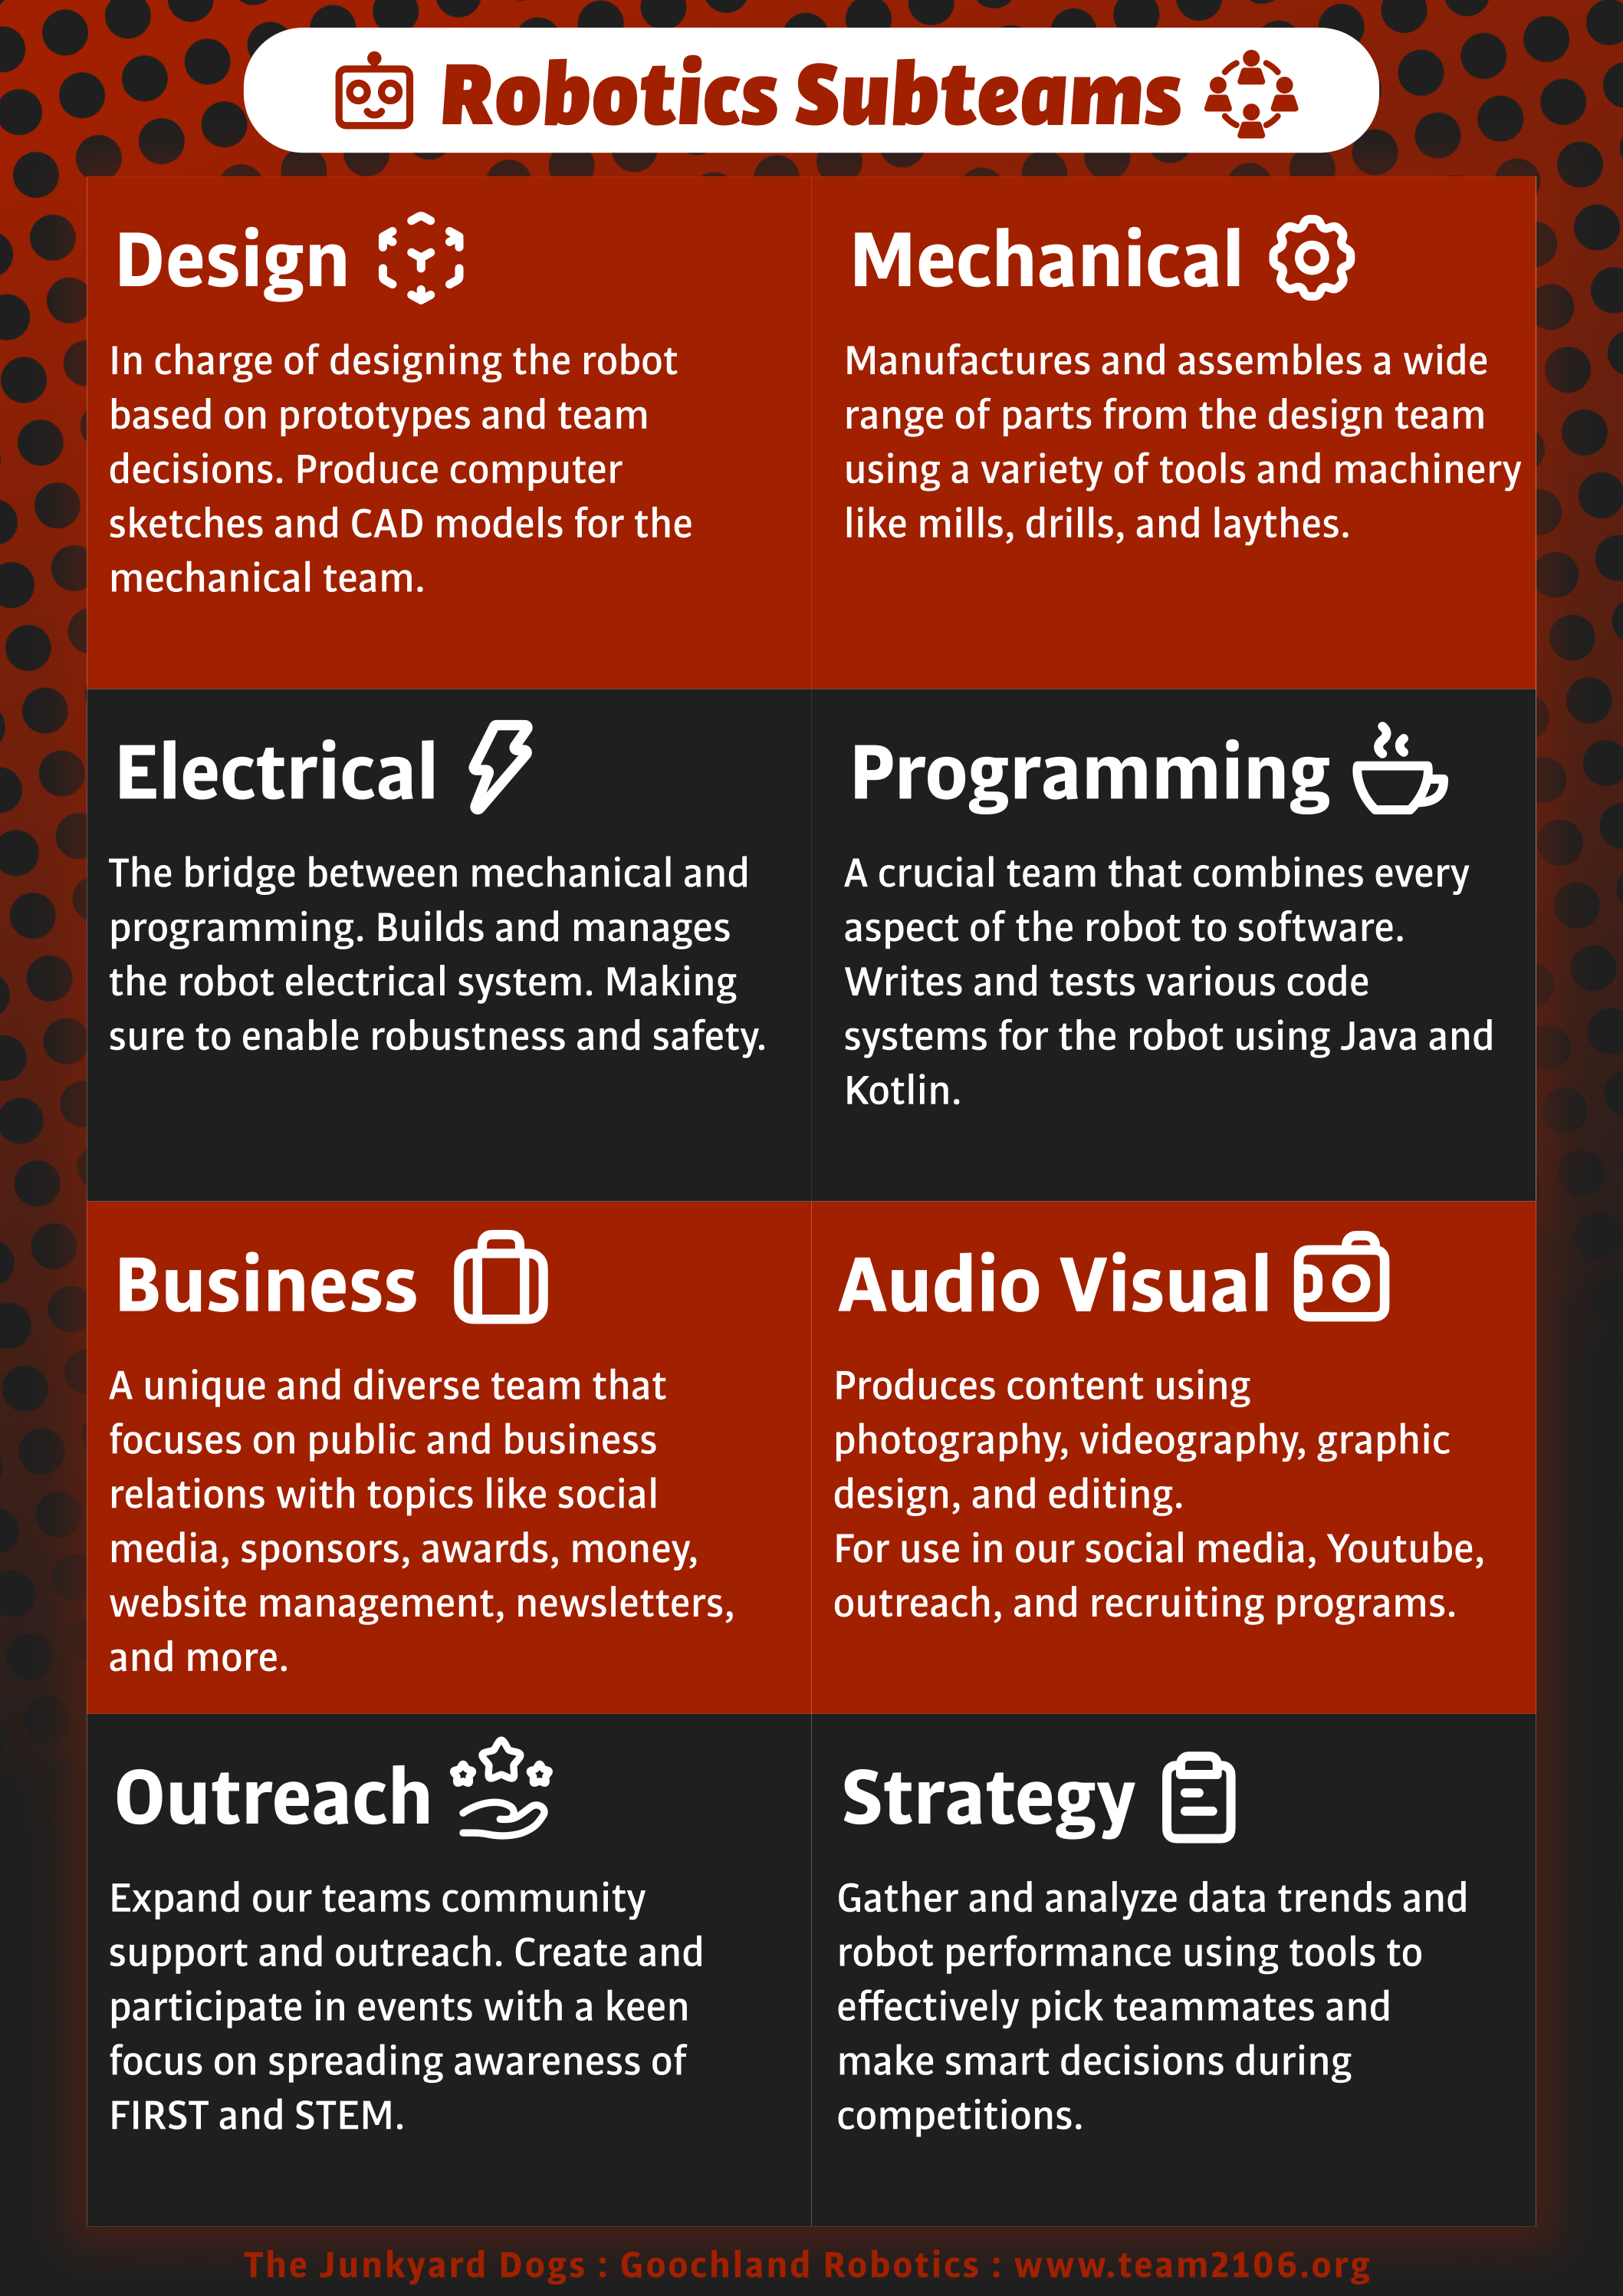 Robotics Subteams
Design
In charge of designing the robot
based on prototypes and team
decisions. Produce computer
sketches and CAD models for the
mechanical team.
Mechanical
Manufactures and assembles a wide
range of parts from the design team
using a variety of tools and machinery
like mills, drills, and laythes.
Electrical
The bridge between mechanical and
programming. Builds and manages
the robot electrical system. Making
sure to enable robustness and safety.
Programming
A crucial team that combines every
aspect of the robot to software.
Writes and tests various code
systems for the robot using Java and
Kotlin.
Business
A unique and diverse team that
focuses on public and business
relations with topics like social
media, sponsors, awards, money,
website management, newsletters,
and more.
Audio Visual
Produces content using
photography, videography, graphic
design, and editing.
For use in our social media, Youtube,
outreach, and recruiting programs.
Outreach
Expand our teams community
support and outreach. Create and
participate in events with a keen
focus on spreading awareness of
FIRST and STEM.
Strategy
Gather and analyze data trends and
robot performance using tools to
effectively pick teammates and
make smart decisions during
competitions.
The Junkyard Dogs : Goochland Robotics : www.team2106.org